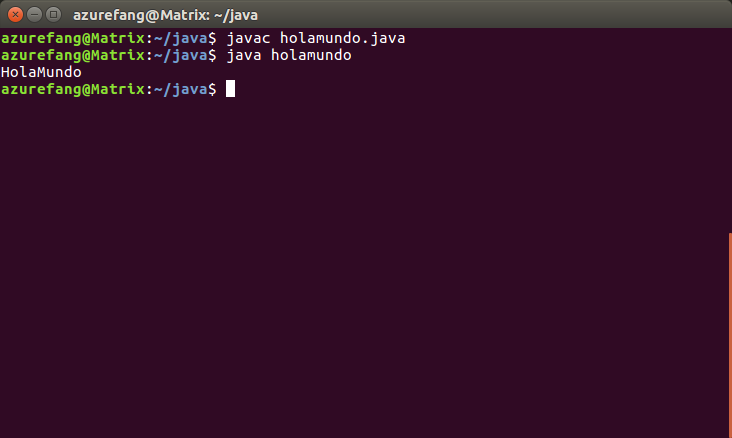 azurefang@Matrix: ~/java
azurefang@Matrix:~/java$ javac holamundo.java
azurefang@Matrix:~/java$ java holamundo
HolaMundo
azurefang@Matrix:~/java$